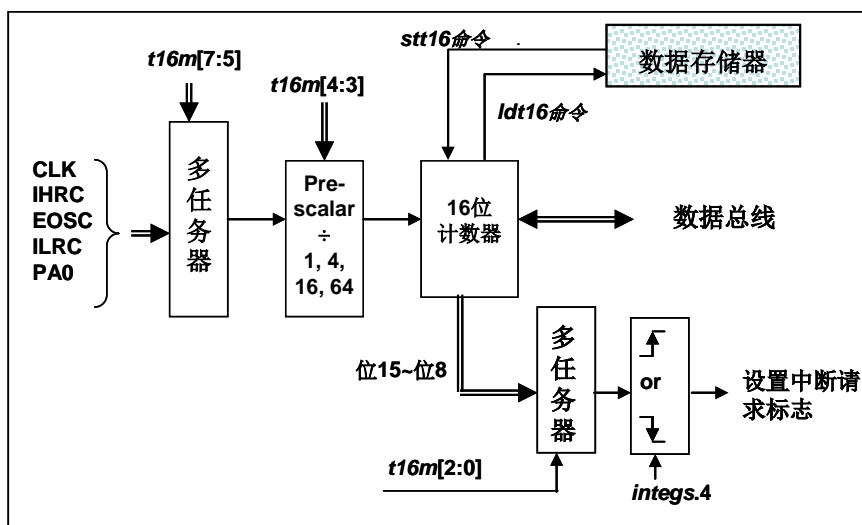 stt16命令
数据存储器
t16m[7:5]
t16m[4:3]
ldt16命令
CLK
IHRC
EOSC
ILRC
PA0
多任务器
Pre-
scalar
÷
1, 4,
16, 64
16位
计数器
数据总线
位15~位8
多任务器
or
设置中断请
求标志
t16m[2:0]
integs.4